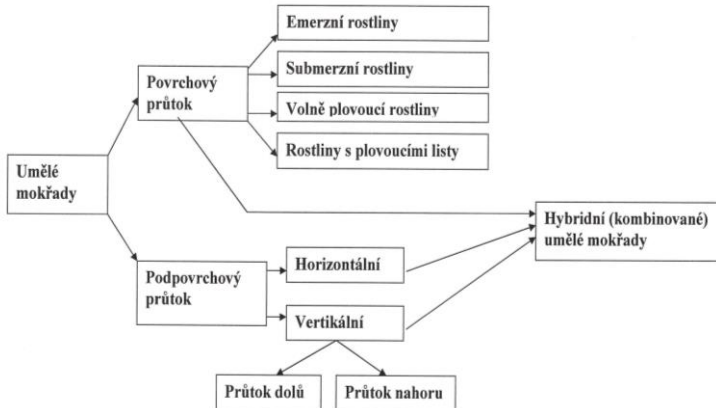 Emerzní rostliny
Submerzní rostliny
Povrchový
průtok
Volně plovoucí rostliny
Rostliny s plovoucími listy
Umělé
mokřady
Hybridní (kombinované)
umělé mokřady
Horizontální
Podpovrchový
průtok
Vertikální
Průtok dolů
Průtok nahoru